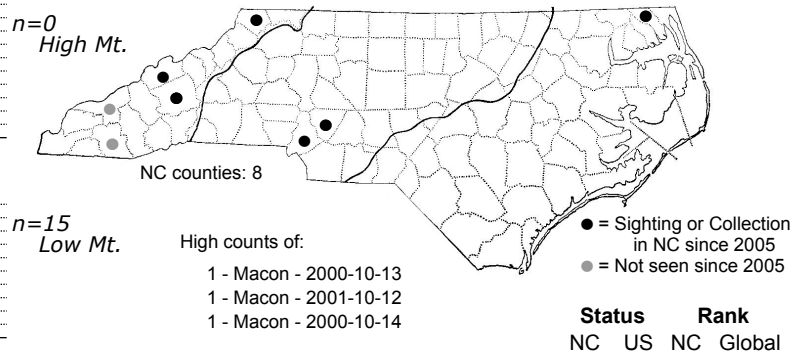 n=0
High Mt.
NC counties: 8
n=15
Low Mt.
High counts of:
1 - Macon - 2000-10-13
1 - Macon - 2001-10-12
1 - Macon - 2000-10-14
= Sighting or Collection
in NC since 2005
= Not seen since 2005
Status Rank
NC US NC Global